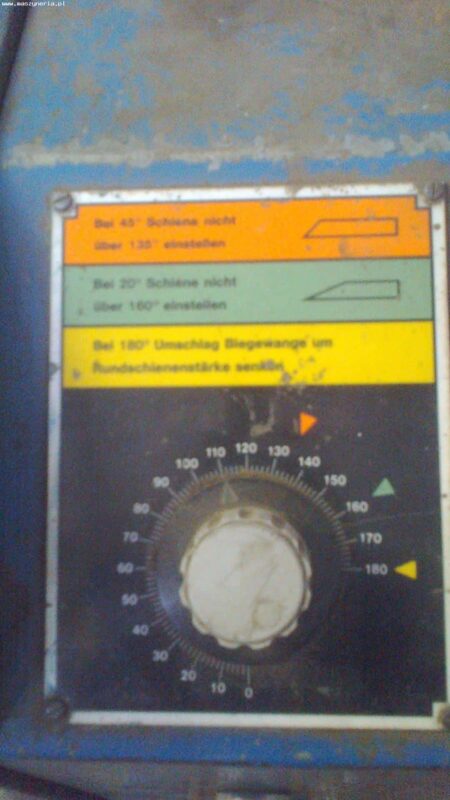 www.maszyneria.pl
Bei 45° Schiene nicht
über 135° einstellen
Bei 20° Schiene nicht
über 160° einstellen
Bei 180° Umschlag Biegewange um
Rundschienenstärke senken
0
10
20
30
40
50
60
70
80
90
100
110
120
130
140
150
160
170
180